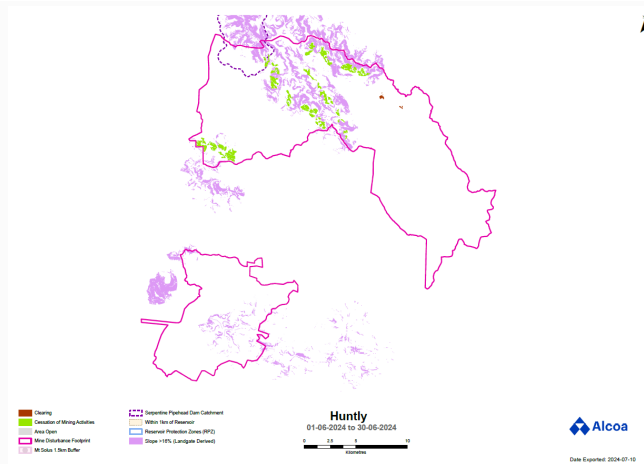 Clearing
Cessation of Mining Activities
Area Open
Mine Disturbance Footprint
Mt Solus 1.5km Buffer
Serpentine Pipehead Dam Catchment
Within 1km of Reservoir
Reservoir Protection Zones (RPZ)
Slope >16% (Landgate Derived)
Huntly
01-06-2024 to 30-06-2024
0 2.5 5 10
Kilometres
Alcoa
Date Exported: 2024-07-10